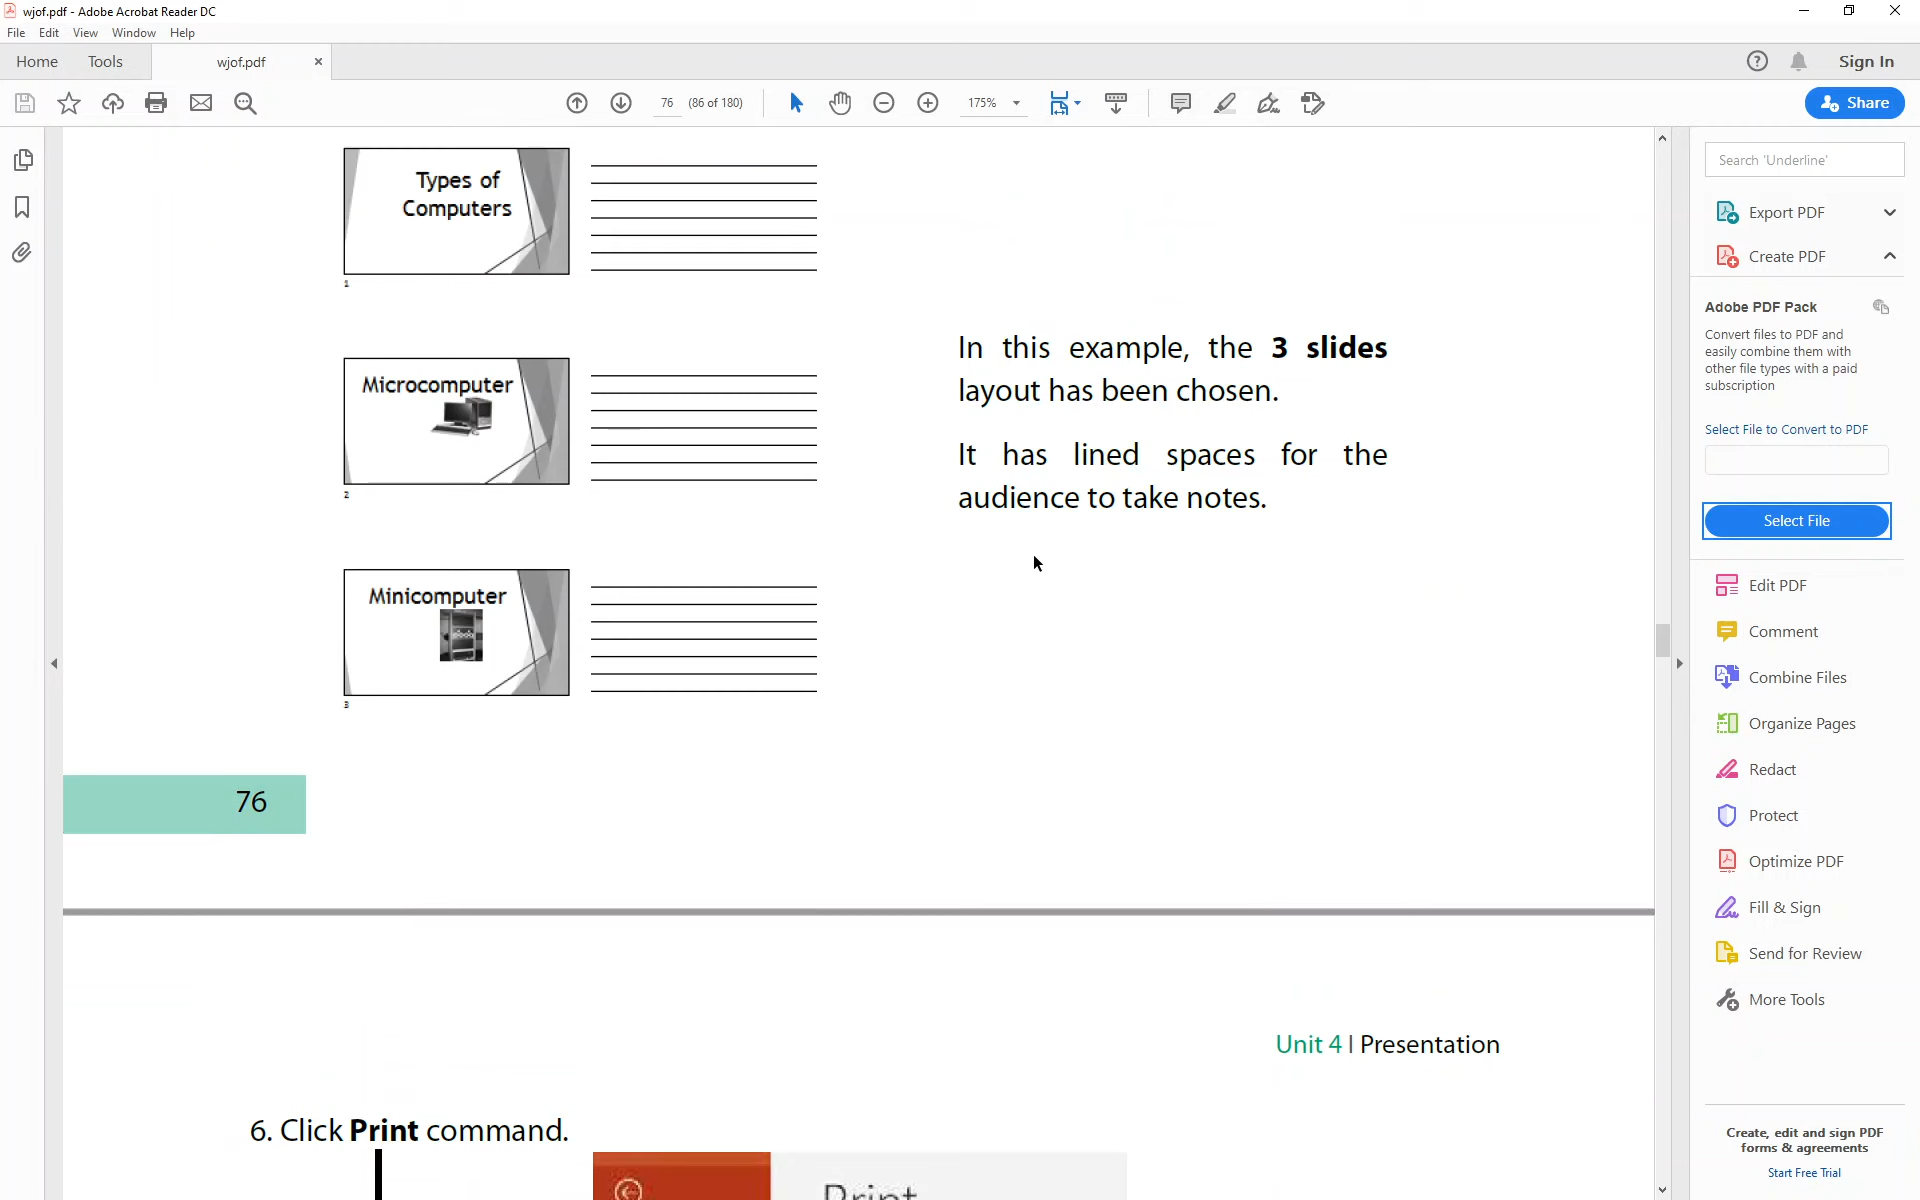 wjof.pdf - Adobe Acrobat Reader DC
File Edit View Window Help
Home Tools wjof.pdf Sign In
76 (86 of 180) 175% Share
Types of
Computers
1
Microcomputer
2
Minicomputer
3
In this example, the 3 slides
layout has been chosen.
It has lined spaces for the
audience to take notes.
76
Unit 4 | Presentation
6. Click Print command.
Print
Search 'Underline'
Export PDF
Create PDF
Adobe PDF Pack
Convert files to PDF and
easily combine them with
other file types with a paid
subscription
Select File to Convert to PDF
Select File
Edit PDF
Comment
Combine Files
Organize Pages
Redact
Protect
Optimize PDF
Fill & Sign
Send for Review
More Tools
Create, edit and sign PDF
forms & agreements
Start Free Trial